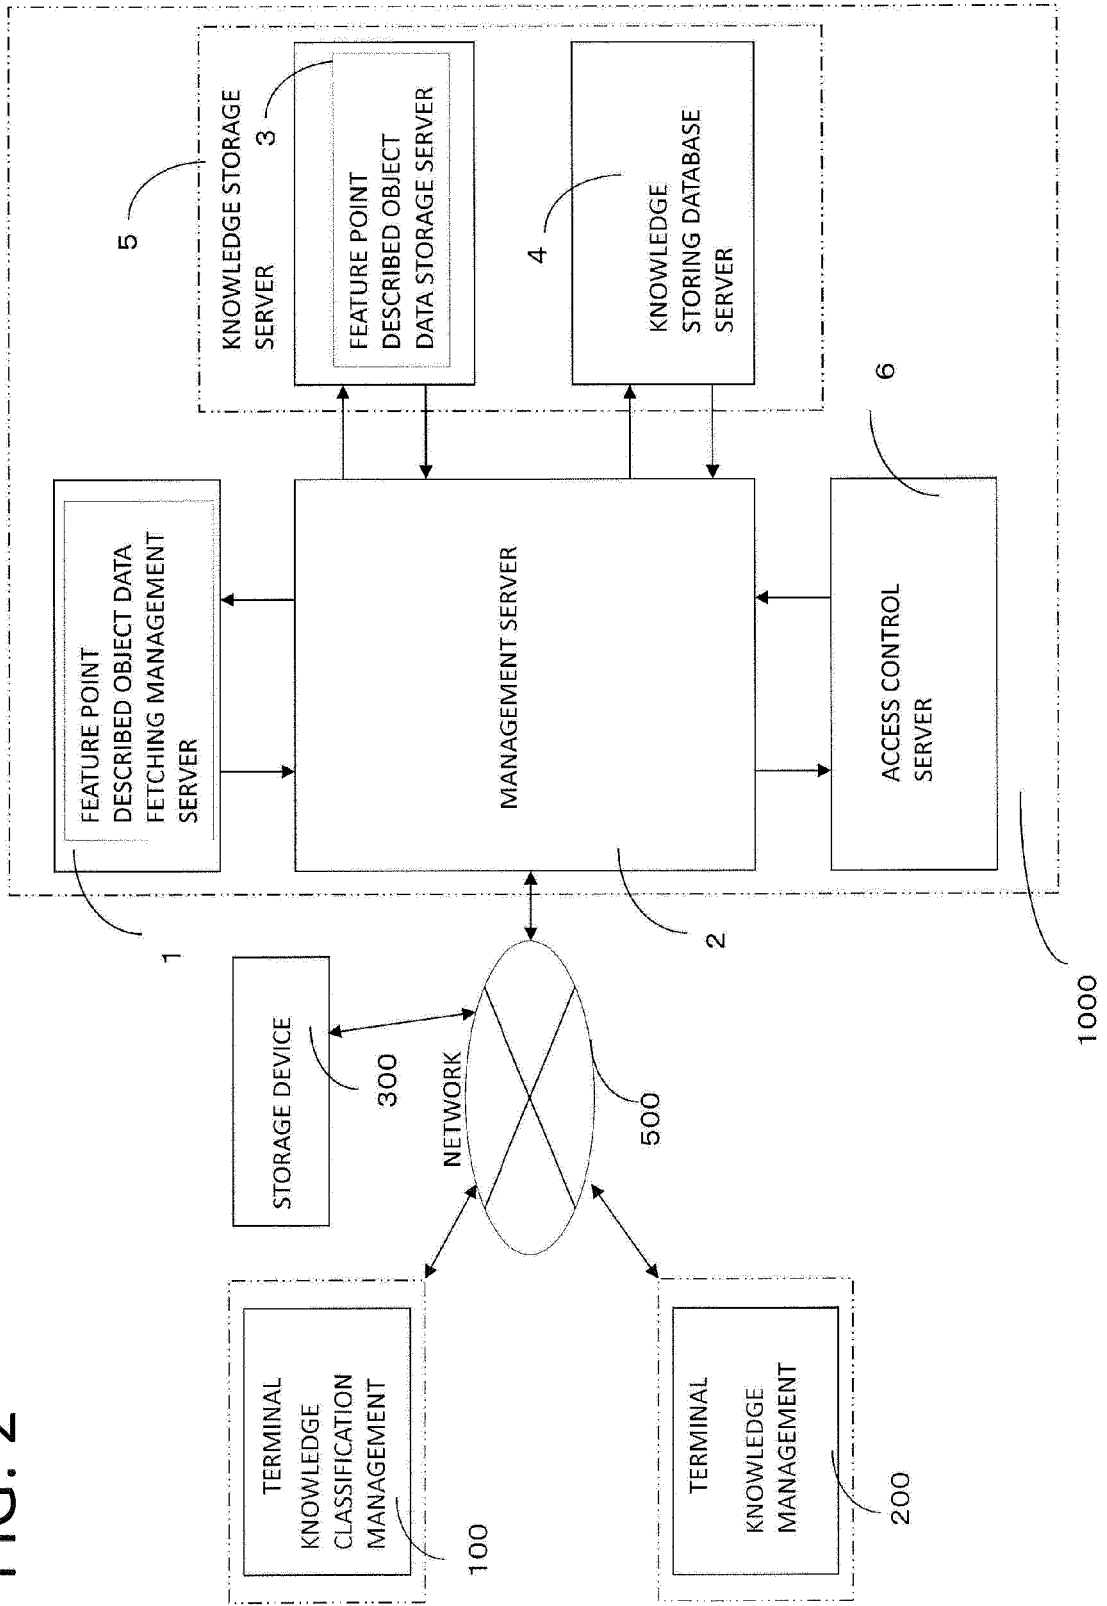 FIG. 2
TERMINAL
KNOWLEDGE
CLASSIFICATION
MANAGEMENT
100
TERMINAL
KNOWLEDGE
MANAGEMENT
200
STORAGE DEVICE
300
NETWORK
500
FEATURE POINT
DESCRIBED OBJECT DATA
FETCHING MANAGEMENT
SERVER
1
MANAGEMENT SERVER
2
ACCESS CONTROL
SERVER
6
1000
KNOWLEDGE STORAGE
SERVER
5
3
FEATURE POINT
DESCRIBED OBJECT
DATA STORAGE SERVER
4
KNOWLEDGE
STORING DATABASE
SERVER